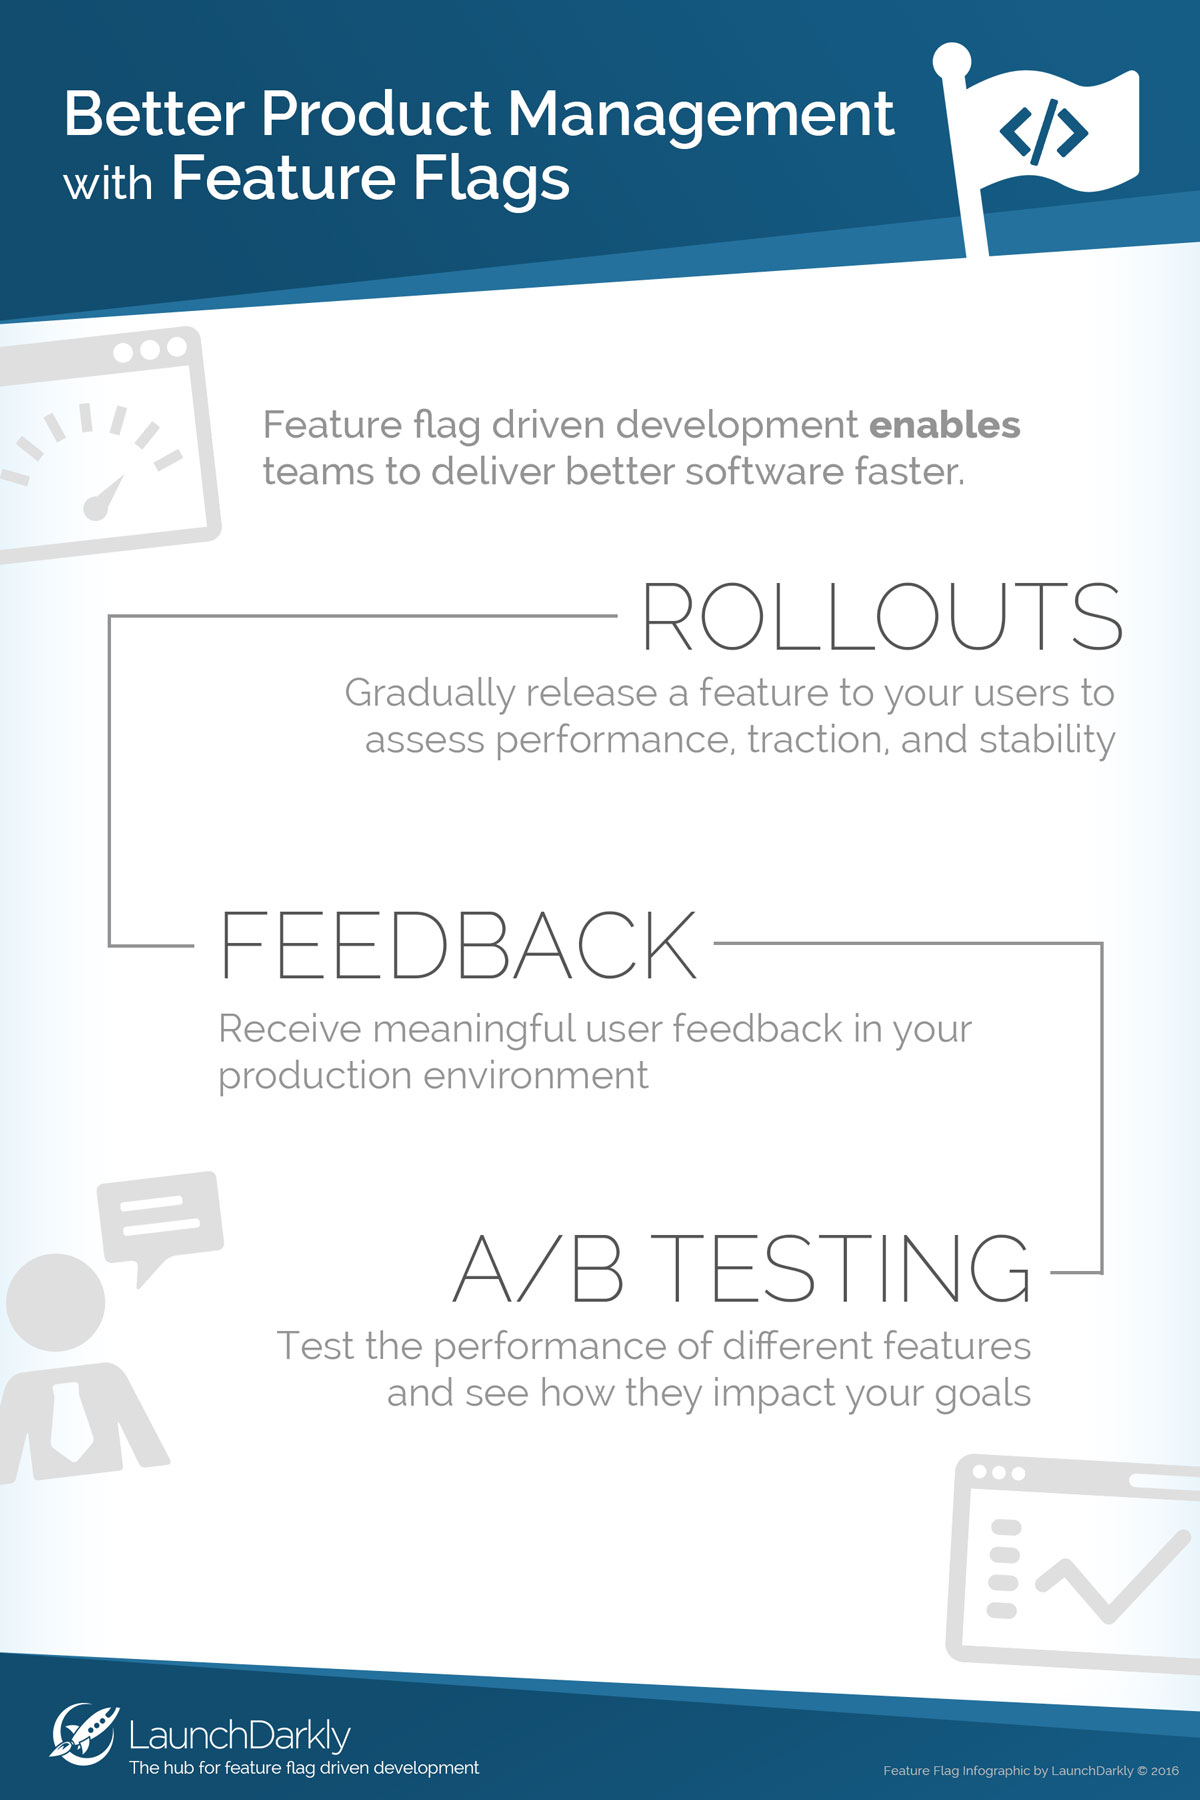 Better Product Management
with Feature Flags
</>
Feature flag driven development enables
teams to deliver better software faster.
ROLLOUTS
Gradually release a feature to your users to
assess performance, traction, and stability
FEEDBACK
Receive meaningful user feedback in your
production environment
A/B TESTING
Test the performance of different features
and see how they impact your goals
LaunchDarkly
The hub for feature flag driven development
Feature Flag Infographic by LaunchDarkly © 2016